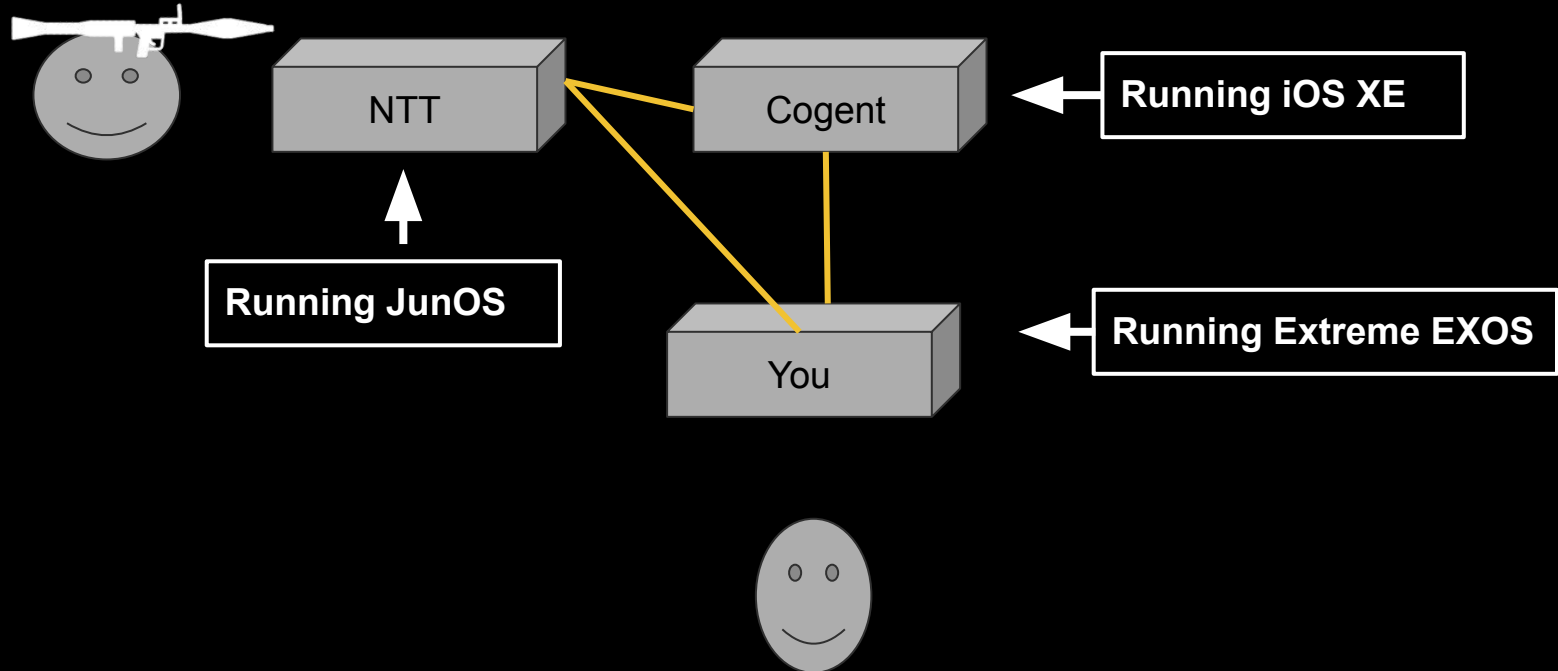 NTT
Cogent
Running iOS XE
Running JunOS
Running Extreme EXOS
You